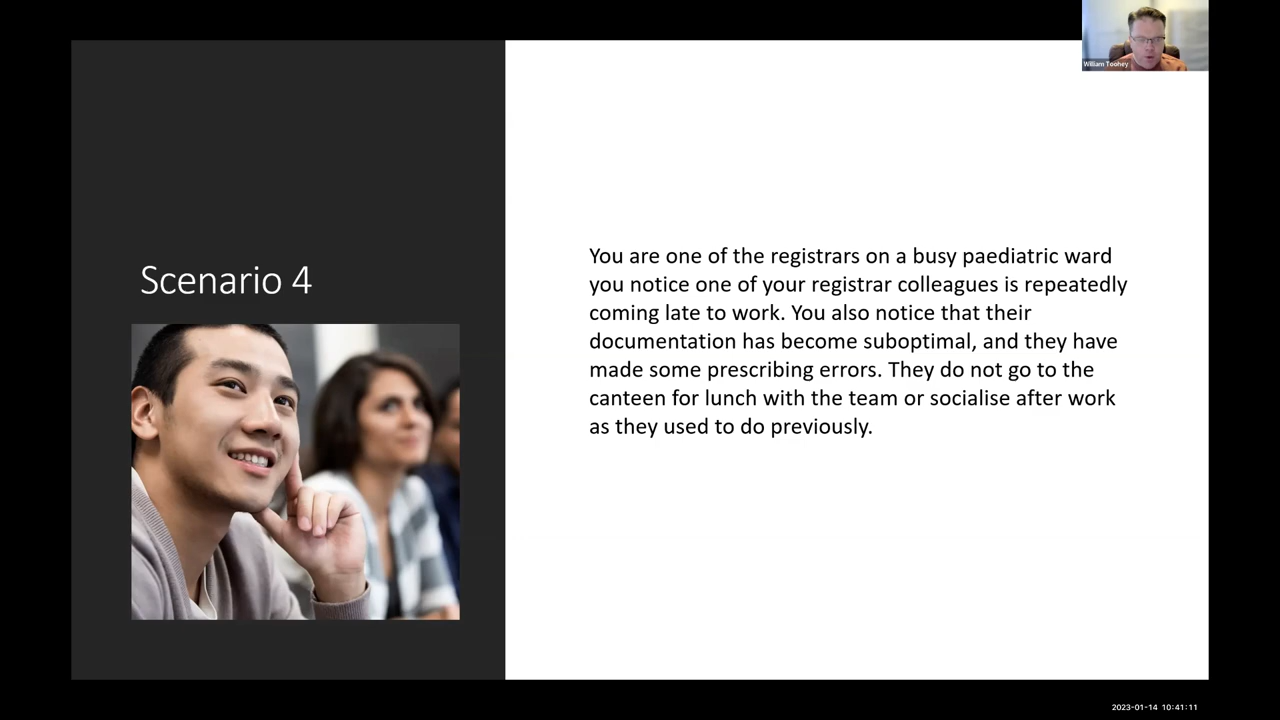 William Toohey
Scenario 4
You are one of the registrars on a busy paediatric ward
you notice one of your registrar colleagues is repeatedly
coming late to work. You also notice that their
documentation has become suboptimal, and they have
made some prescribing errors. They do not go to the
canteen for lunch with the team or socialise after work
as they used to do previously.
2023-01-14 10:41:11